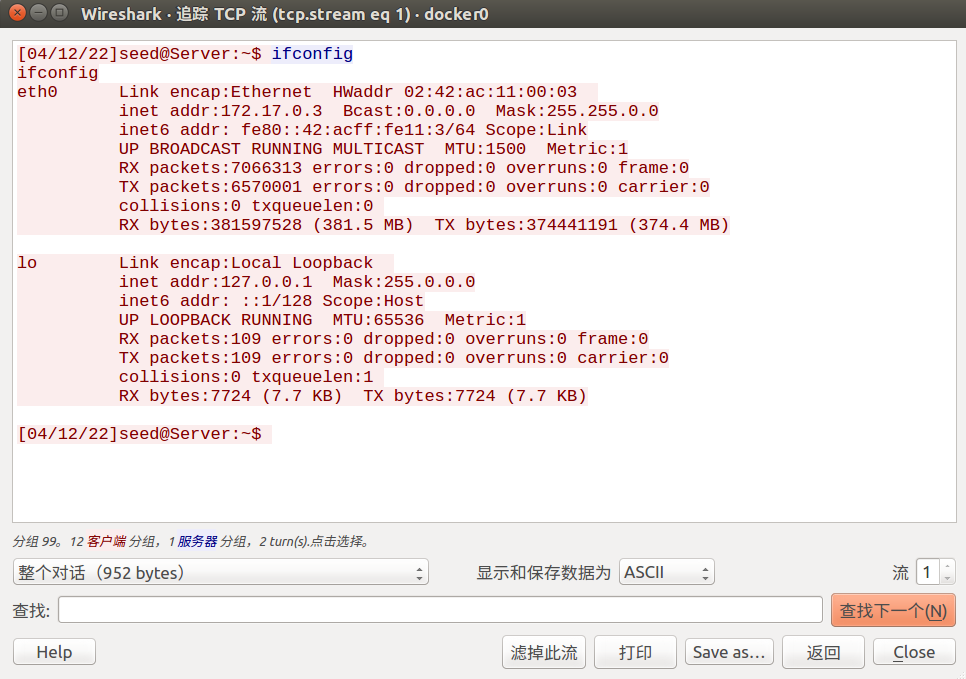 Wireshark · 追踪 TCP 流 (tcp.stream eq 1) · docker0
[04/12/22]seed@Server:~$ ifconfig
ifconfig
eth0      Link encap:Ethernet  HWaddr 02:42:ac:11:00:03
          inet addr:172.17.0.3  Bcast:0.0.0.0  Mask:255.255.0.0
          inet6 addr: fe80::42:acff:fe11:3/64 Scope:Link
          UP BROADCAST RUNNING MULTICAST  MTU:1500  Metric:1
          RX packets:7066313 errors:0 dropped:0 overruns:0 frame:0
          TX packets:6570001 errors:0 dropped:0 overruns:0 carrier:0
          collisions:0 txqueuelen:0
          RX bytes:381597528 (381.5 MB)  TX bytes:374441191 (374.4 MB)
lo        Link encap:Local Loopback
          inet addr:127.0.0.1  Mask:255.0.0.0
          inet6 addr: ::1/128 Scope:Host
          UP LOOPBACK RUNNING  MTU:65536  Metric:1
          RX packets:109 errors:0 dropped:0 overruns:0 frame:0
          TX packets:109 errors:0 dropped:0 overruns:0 carrier:0
          collisions:0 txqueuelen:1
          RX bytes:7724 (7.7 KB)  TX bytes:7724 (7.7 KB)
[04/12/22]seed@Server:~$
分组 99。12 客户端 分组，1 服务器 分组，2 turn(s).点击选择。
整个对话（952 bytes） 显示和保存数据为 ASCII 流 1
查找: 查找下一个(N)
Help 滤掉此流 打印 Save as… 返回 Close